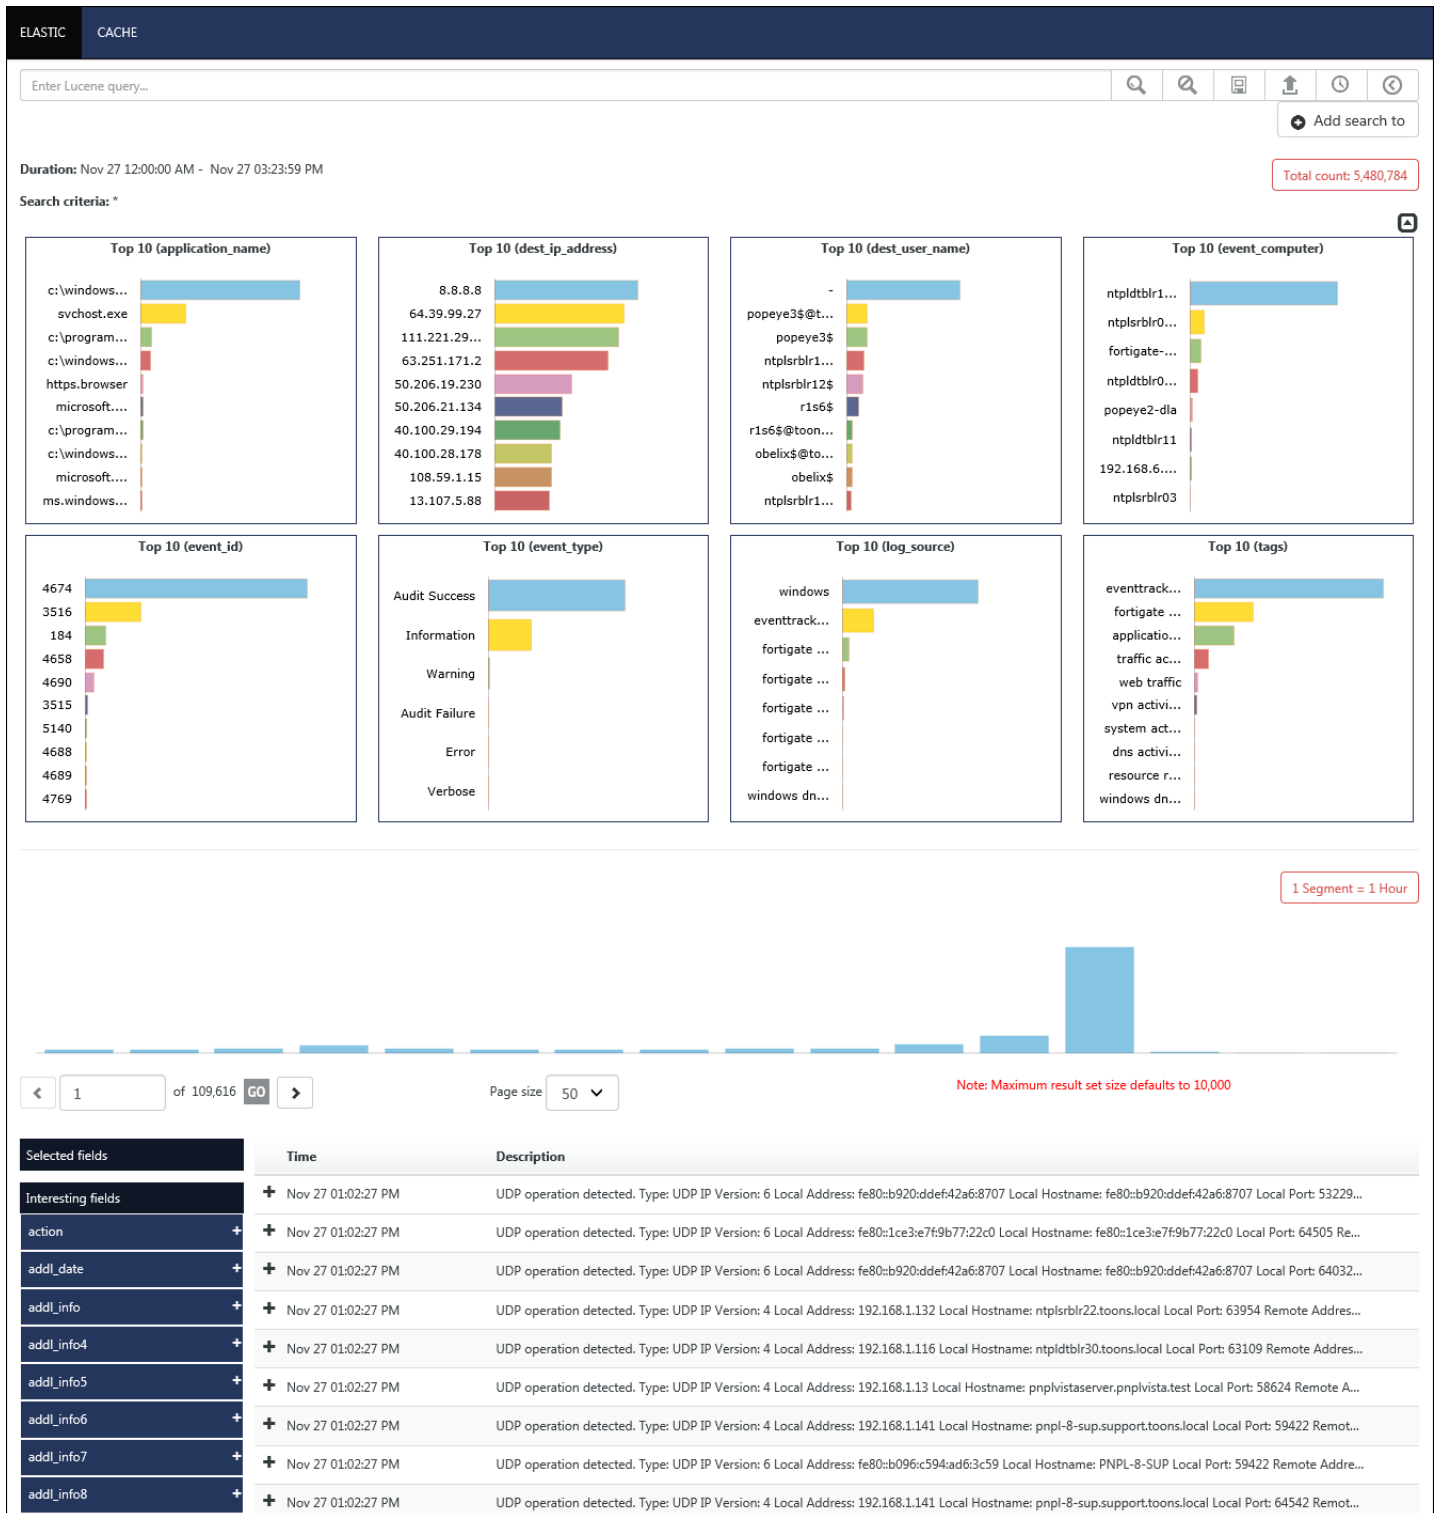 ELASTIC CACHE
Enter Lucene query...
Add search to
Duration: Nov 27 12:00:00 AM - Nov 27 03:23:59 PM
Total count: 5,480,784
Search criteria: *
Top 10 (application_name)
c:\windows...
svchost.exe
c:\program...
c:\windows...
https.browser
microsoft....
c:\program...
c:\windows...
microsoft....
ms.windows...
Top 10 (dest_ip_address)
8.8.8.8
64.39.99.27
111.221.29...
63.251.171.2
50.206.19.230
50.206.21.134
40.100.29.194
40.100.28.178
108.59.1.15
13.107.5.88
Top 10 (dest_user_name)
-
popeye3$@t...
popeye3$
ntplsrblr1...
ntplsrblr12$
r1s6$
r1s6$@toon...
obelix$@to...
obelix$
ntplsrblr1...
Top 10 (event_computer)
ntpldtblr1...
ntplsrblr0...
fortigate-...
ntpldtblr0...
popeye2-dla
ntpldtblr11
192.168.6....
ntplsrblr03
Top 10 (event_id)
4674
3516
184
4658
4690
3515
5140
4688
4689
4769
Top 10 (event_type)
Audit Success
Information
Warning
Audit Failure
Error
Verbose
Top 10 (log_source)
windows
eventtrack...
fortigate ...
fortigate ...
fortigate ...
fortigate ...
fortigate ...
windows dn...
Top 10 (tags)
eventtrack...
fortigate ...
applicatio...
traffic ac...
web traffic
vpn activi...
system act...
dns activi...
resource r...
windows dn...
1 Segment = 1 Hour
1 of 109,616 GO
Page size 50
Note: Maximum result set size defaults to 10,000
Selected fields
Interesting fields
action +
addl_date +
addl_info +
addl_info4 +
addl_info5 +
addl_info6 +
addl_info7 +
addl_info8 +
Time Description
+ Nov 27 01:02:27 PM UDP operation detected. Type: UDP IP Version: 6 Local Address: fe80::b920:ddef:42a6:8707 Local Hostname: fe80::b920:ddef:42a6:8707 Local Port: 53229...
+ Nov 27 01:02:27 PM UDP operation detected. Type: UDP IP Version: 6 Local Address: fe80::1ce3:e7f:9b77:22c0 Local Hostname: fe80::1ce3:e7f:9b77:22c0 Local Port: 64505 Re...
+ Nov 27 01:02:27 PM UDP operation detected. Type: UDP IP Version: 6 Local Address: fe80::b920:ddef:42a6:8707 Local Hostname: fe80::b920:ddef:42a6:8707 Local Port: 64032...
+ Nov 27 01:02:27 PM UDP operation detected. Type: UDP IP Version: 4 Local Address: 192.168.1.132 Local Hostname: ntplsrblr22.toons.local Local Port: 63954 Remote Addres...
+ Nov 27 01:02:27 PM UDP operation detected. Type: UDP IP Version: 4 Local Address: 192.168.1.116 Local Hostname: ntpldtblr30.toons.local Local Port: 63109 Remote Addres...
+ Nov 27 01:02:27 PM UDP operation detected. Type: UDP IP Version: 4 Local Address: 192.168.1.13 Local Hostname: pnplvistaserver.pnplvista.test Local Port: 58624 Remote A...
+ Nov 27 01:02:27 PM UDP operation detected. Type: UDP IP Version: 4 Local Address: 192.168.1.141 Local Hostname: pnpl-8-sup.support.toons.local Local Port: 59422 Remot...
+ Nov 27 01:02:27 PM UDP operation detected. Type: UDP IP Version: 6 Local Address: fe80::b096:c594:ad6:3c59 Local Hostname: PNPL-8-SUP Local Port: 59422 Remote Addre...
+ Nov 27 01:02:27 PM UDP operation detected. Type: UDP IP Version: 4 Local Address: 192.168.1.141 Local Hostname: pnpl-8-sup.support.toons.local Local Port: 64542 Remot...